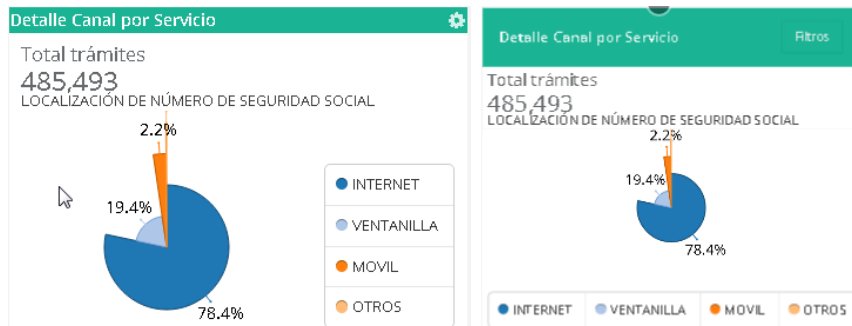 Detalle Canal por Servicio
Total trámites
485,493
LOCALIZACIÓN DE NÚMERO DE SEGURIDAD SOCIAL
2.2%
19.4%
78.4%
INTERNET
VENTANILLA
MOVIL
OTROS
Detalle Canal por Servicio
Filtros
Total trámites
485,493
LOCALIZACIÓN DE NÚMERO DE SEGURIDAD SOCIAL
2.2%
19.4%
78.4%
INTERNET VENTANILLA MOVIL OTROS